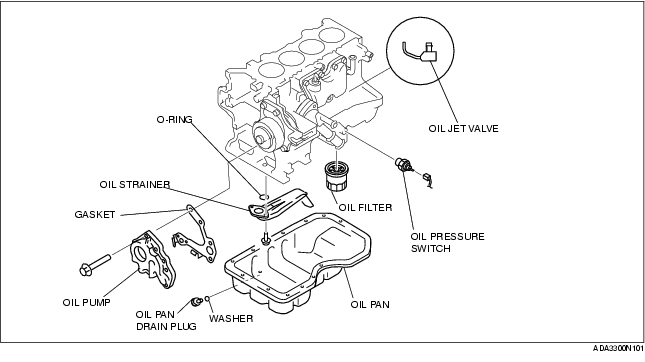 OIL JET VALVE
O-RING
OIL STRAINER
GASKET
OIL FILTER
OIL PRESSURE
SWITCH
OIL PUMP
OIL PAN
DRAIN PLUG
WASHER
OIL PAN
ADA3300N101